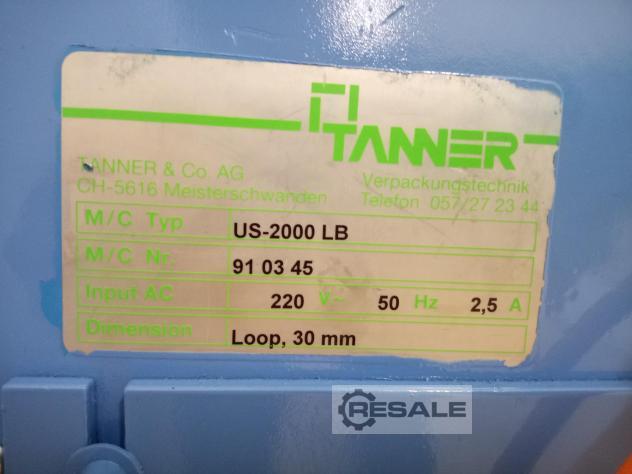 TANNER
TANNER & Co. AG
CH-5616 Meisterschwanden
Verpackungstechnik
Telefon 057/27 23 44
M/C Typ US-2000 LB
M/C Nr. 91 03 45
Input AC 220 V.~ 50 Hz 2,5 A
Dimension Loop, 30 mm
RESALE